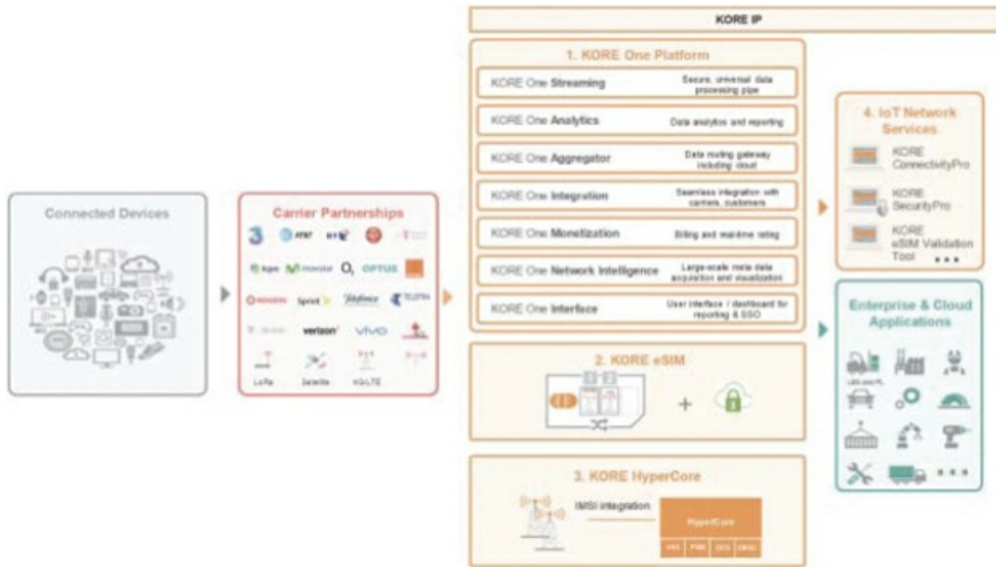 KORE IP
Connected Devices
Carrier Partnerships
3
AT&T
kpn
movistar
O2
OPTUS
ROGERS
Sprint
Telefonica
TELSTRA
verizon
vivo
LoRa
Satellite
4G/LTE
1. KORE One Platform
KORE One Streaming
Secure, universal data
processing pipe
KORE One Analytics
Data analytics and reporting
KORE One Aggregator
Data routing gateway
including cloud
KORE One Integration
Seamless integration with
carriers, customers
KORE One Monetization
Billing and real-time rating
KORE One Network Intelligence
Large-scale meta data
acquisition and visualization
KORE One Interface
User interface / dashboard for
reporting & SSO
2. KORE eSIM
+
3. KORE HyperCore
IMSI integration
HyperCore
4. IoT Network
Services
KORE
ConnectivityPro
KORE
SecurityPro
KORE
eSIM Validation
Tool
Enterprise & Cloud
Applications